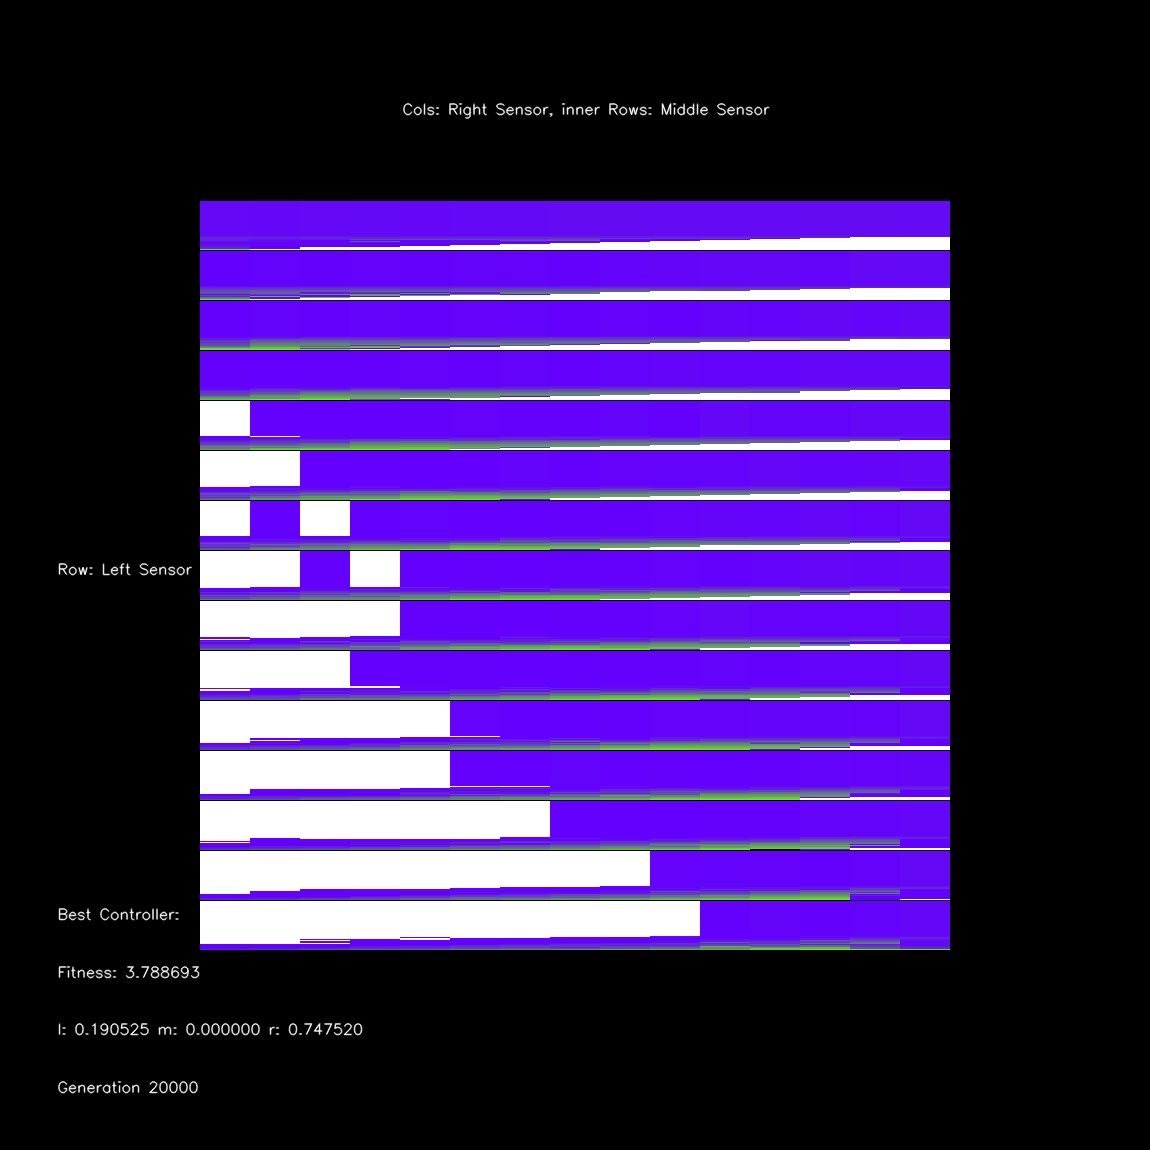 Cols: Right Sensor, inner Rows: Middle Sensor
Row: Left Sensor
Best Controller:
Fitness: 3.788693
l: 0.190525 m: 0.000000 r: 0.747520
Generation 20000